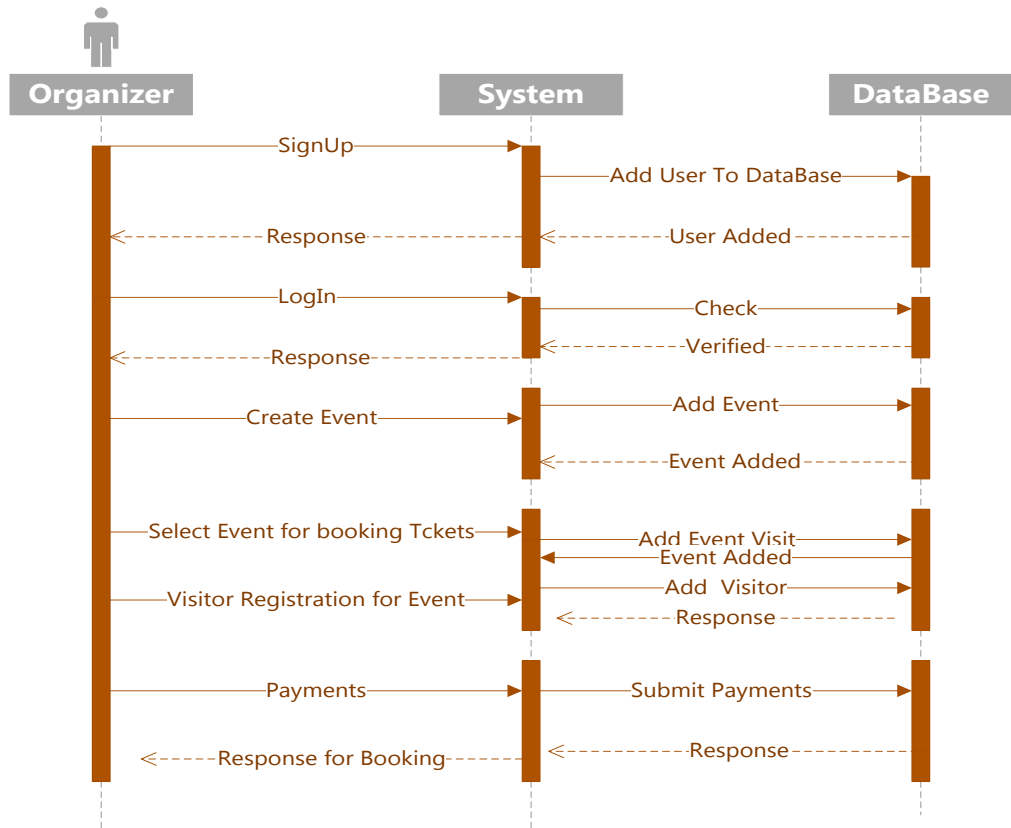 Organizer
System
DataBase
SignUp
Add User To DataBase
Response
User Added
LogIn
Check
Verified
Response
Add Event
Create Event
Event Added
Select Event for booking Tckets
Add Event Visit
Event Added
Add  Visitor
Visitor Registration for Event
Response
Payments
Submit Payments
Response
Response for Booking